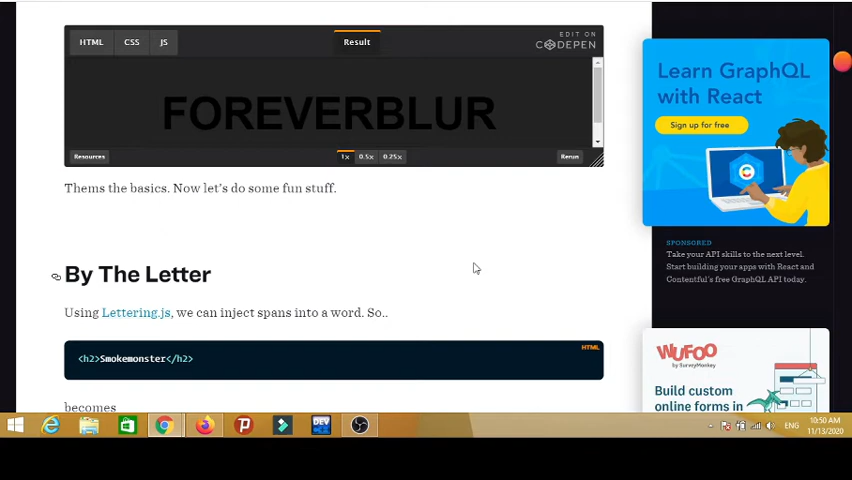 HTML
CSS
JS
Result
EDIT ON
CODEPEN
FOREVERBLUR
Resources
1x
0.5x
0.25x
Rerun
Thems the basics. Now let's do some fun stuff.
By The Letter
Using Lettering.js, we can inject spans into a word. So..
HTML
<h2>Smokemonster</h2>
becomes
Learn GraphQL
with React
Sign up for free
SPONSORED
Take your API skills to the next level.
Start building your apps with React and
Contentful's free GraphQL API today.
WUFOO
by SurveyMonkey
Build custom
online forms in
DEV
ENG
10:50 AM
11/13/2020